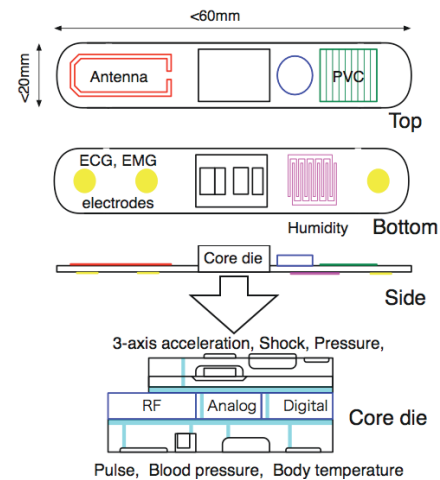 <60mm
<20mm
Antenna
PVC
Top
ECG, EMG
electrodes
Humidity
Bottom
Core die
Side
3-axis acceleration, Shock, Pressure,
RF
Analog
Digital
Core die
Pulse, Blood pressure, Body temperature